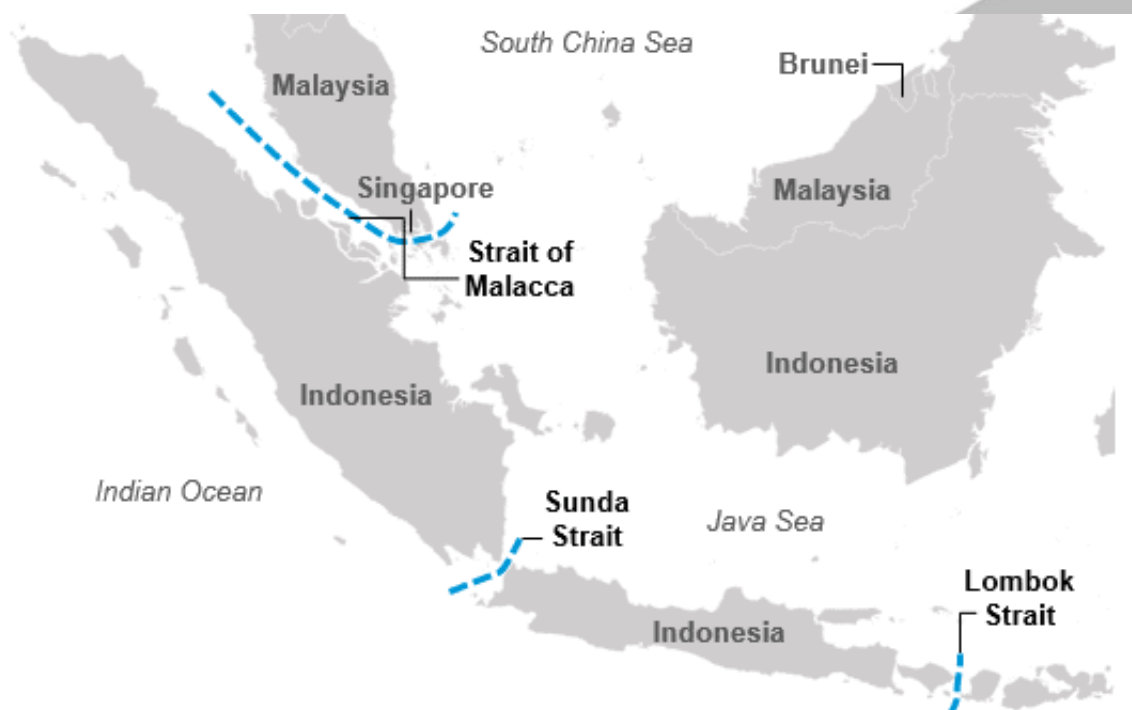 South China Sea
Brunei
Malaysia
Malaysia
Singapore
Strait of
Malacca
Indonesia
Indonesia
Indian Ocean
Sunda
Strait
Java Sea
Lombok
Strait
Indonesia